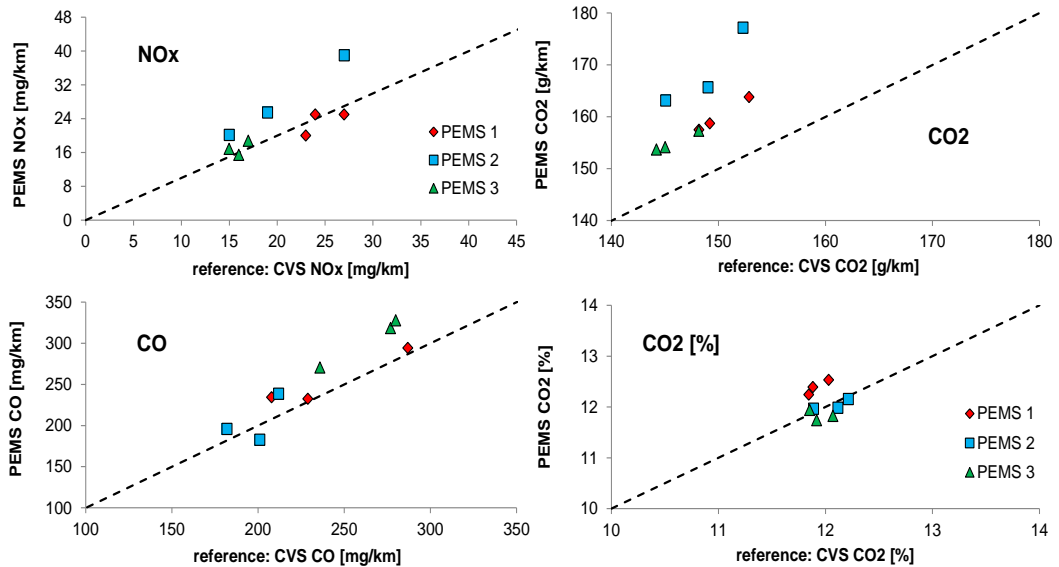 NOx
PEMS NOx [mg/km]
48
40
32
24
16
8
0
0 5 10 15 20 25 30 35 40 45
reference: CVS NOx [mg/km]
PEMS 1
PEMS 2
PEMS 3
CO2
PEMS CO2 [g/km]
180
170
160
150
140
140 150 160 170 180
reference: CVS CO2 [g/km]
CO
PEMS CO [mg/km]
350
300
250
200
150
100
100 150 200 250 300 350
reference: CVS CO [mg/km]
CO2 [%]
PEMS CO2 [%]
14
13
12
11
10
10 11 12 13 14
reference: CVS CO2 [%]
PEMS 1
PEMS 2
PEMS 3